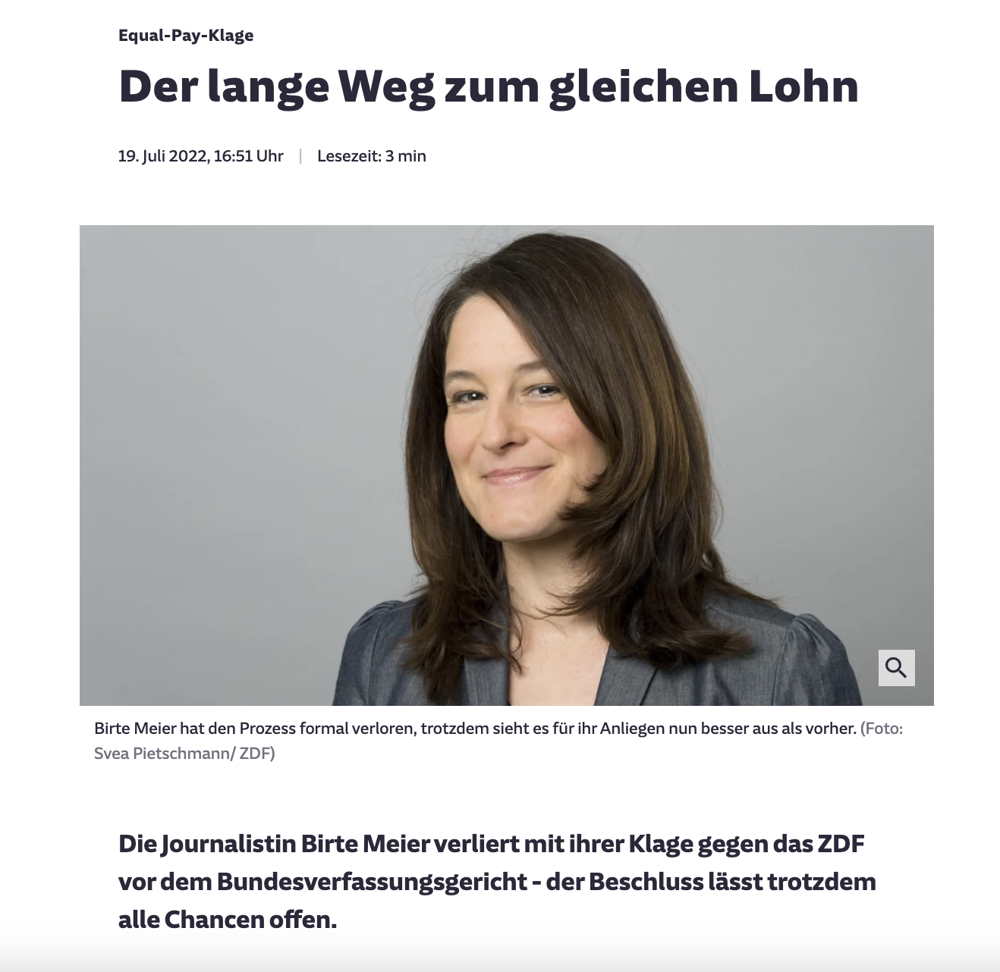 Equal-Pay-Klage
Der lange Weg zum gleichen Lohn
19. Juli 2022, 16:51 Uhr | Lesezeit: 3 min
Birte Meier hat den Prozess formal verloren, trotzdem sieht es für ihr Anliegen nun besser aus als vorher. (Foto:
Svea Pietschmann/ ZDF)
Die Journalistin Birte Meier verliert mit ihrer Klage gegen das ZDF
vor dem Bundesverfassungsgericht - der Beschluss lässt trotzdem
alle Chancen offen.